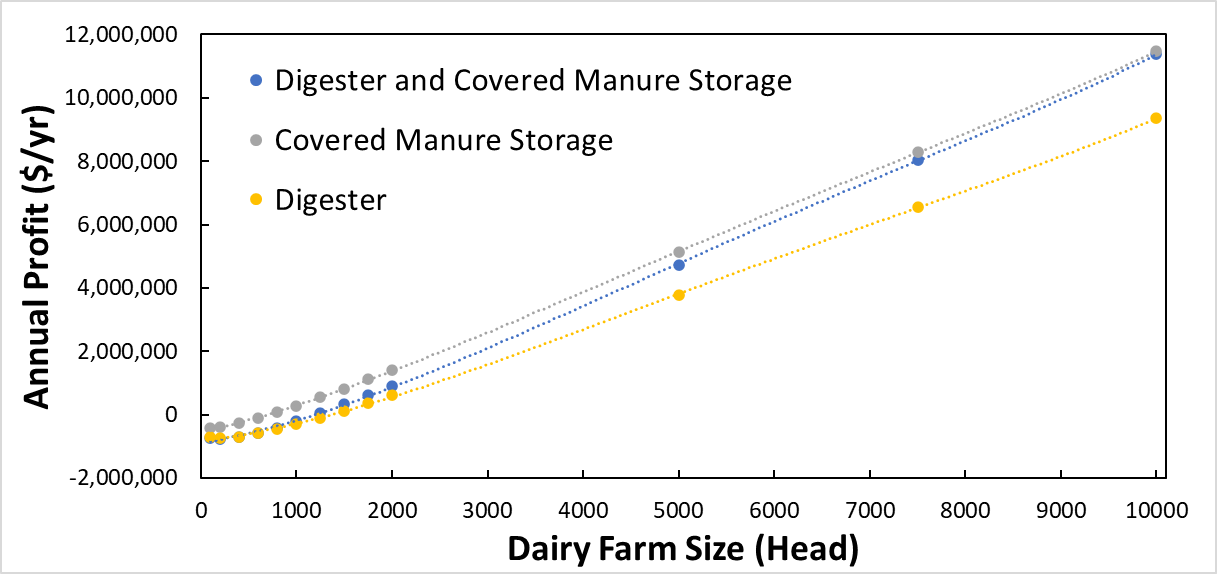 12,000,000
10,000,000
8,000,000
6,000,000
4,000,000
2,000,000
0
-2,000,000
Annual Profit ($/yr)
Digester and Covered Manure Storage
Covered Manure Storage
Digester
0 1000 2000 3000 4000 5000 6000 7000 8000 9000 10000
Dairy Farm Size (Head)